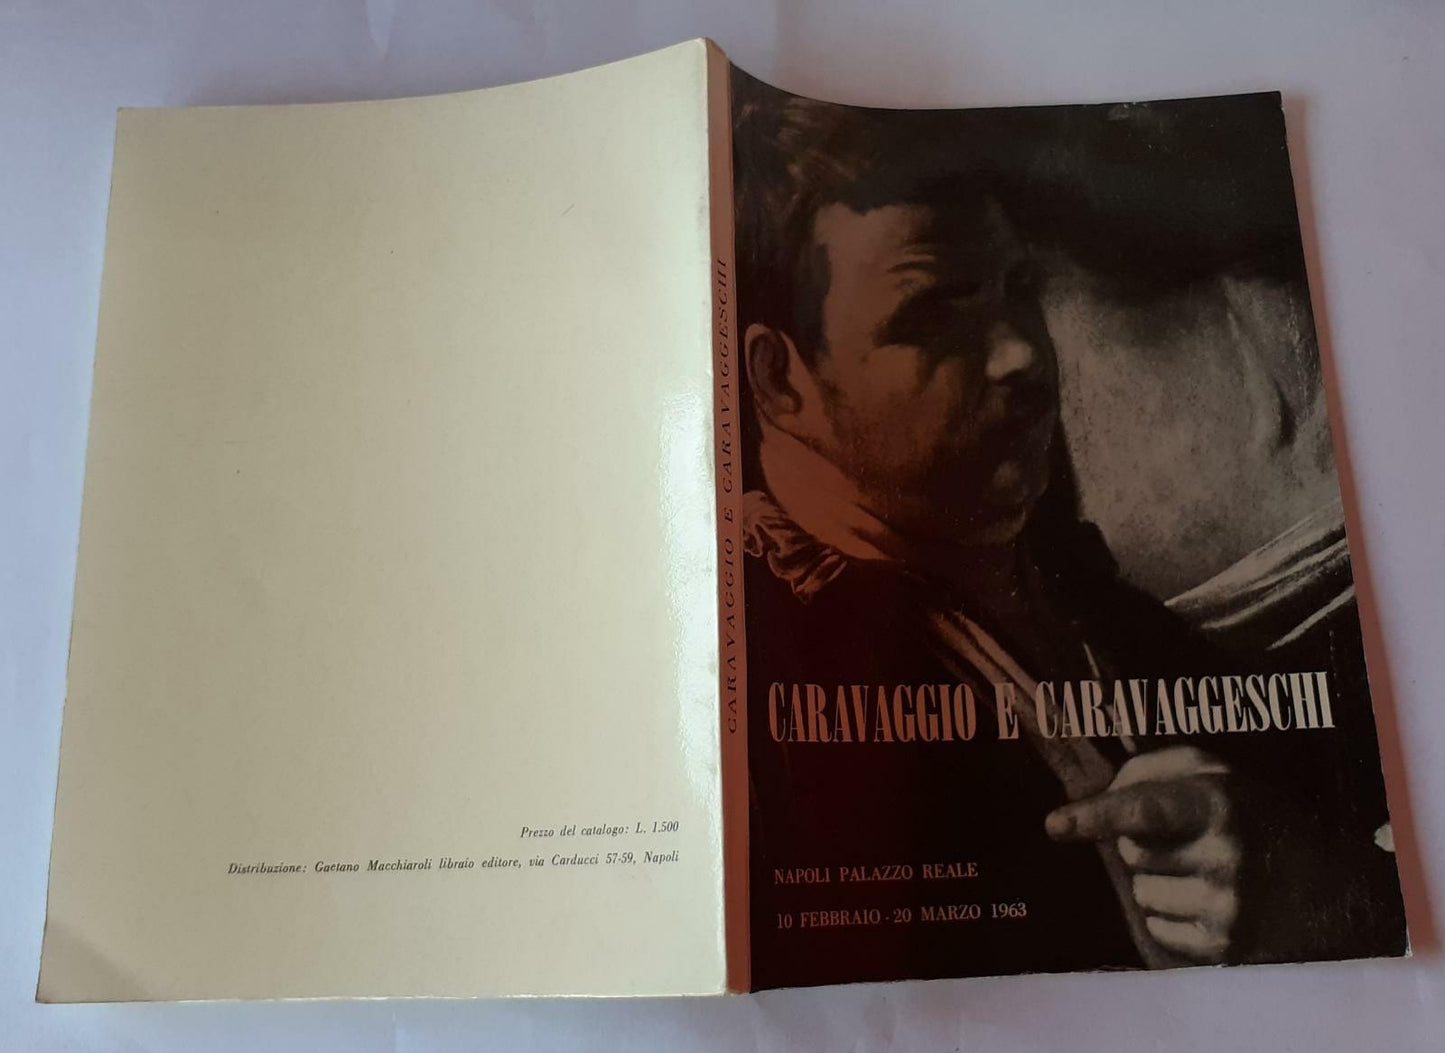 Prezzo del catalogo: L. 1.500
Distribuzione: Gaetano Macchiaroli libraio editore, via Carducci 57-59, Napoli
CARAVAGGIO E CARAVAGGESCHI
CARAVAGGIO E CARAVAGGESCHI
NAPOLI PALAZZO REALE
10 FEBBRAIO - 20 MARZO 1963